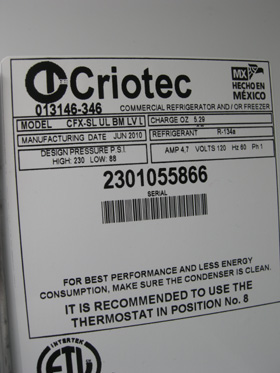 Criotec
MX
HECHO EN
MÉXICO
013146-346
COMMERCIAL REFRIGERATOR AND/OR FREEZER
MODEL CFX-SL UL BM LV L
CHARGE OZ 5.29
MANUFACTURING DATE JUN 2010
REFRIGERANT R-134a
DESIGN PRESSURE P.S.I.
HIGH: 230 LOW: 88
AMP 4.7 VOLTS 120 Hz 60 Ph 1
2301055866
SERIAL
FOR BEST PERFORMANCE AND LESS ENERGY
CONSUMPTION, MAKE SURE THE CONDENSER IS CLEAN.
IT IS RECOMMENDED TO USE THE
THERMOSTAT IN POSITION No. 8
INTERTEK
ETL